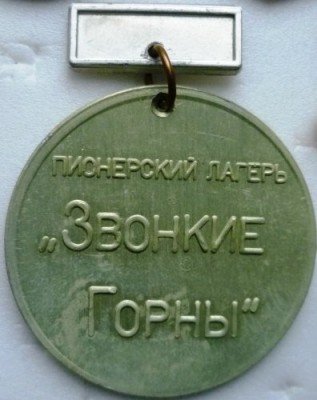 ПИОНЕРСКИЙ ЛАГЕРЬ
„Звонкие
Горны“